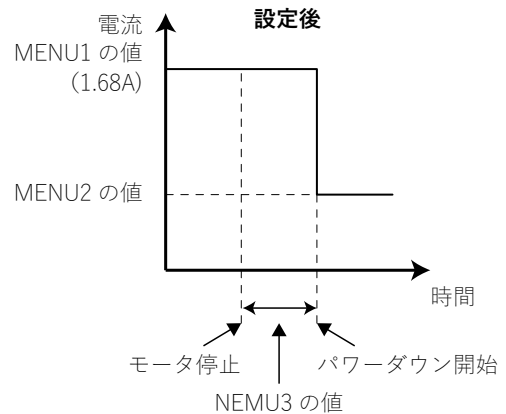 設定後
電流
MENU1 の値
(1.68A)
MENU2 の値
時間
モータ停止
パワーダウン開始
NEMU3 の値